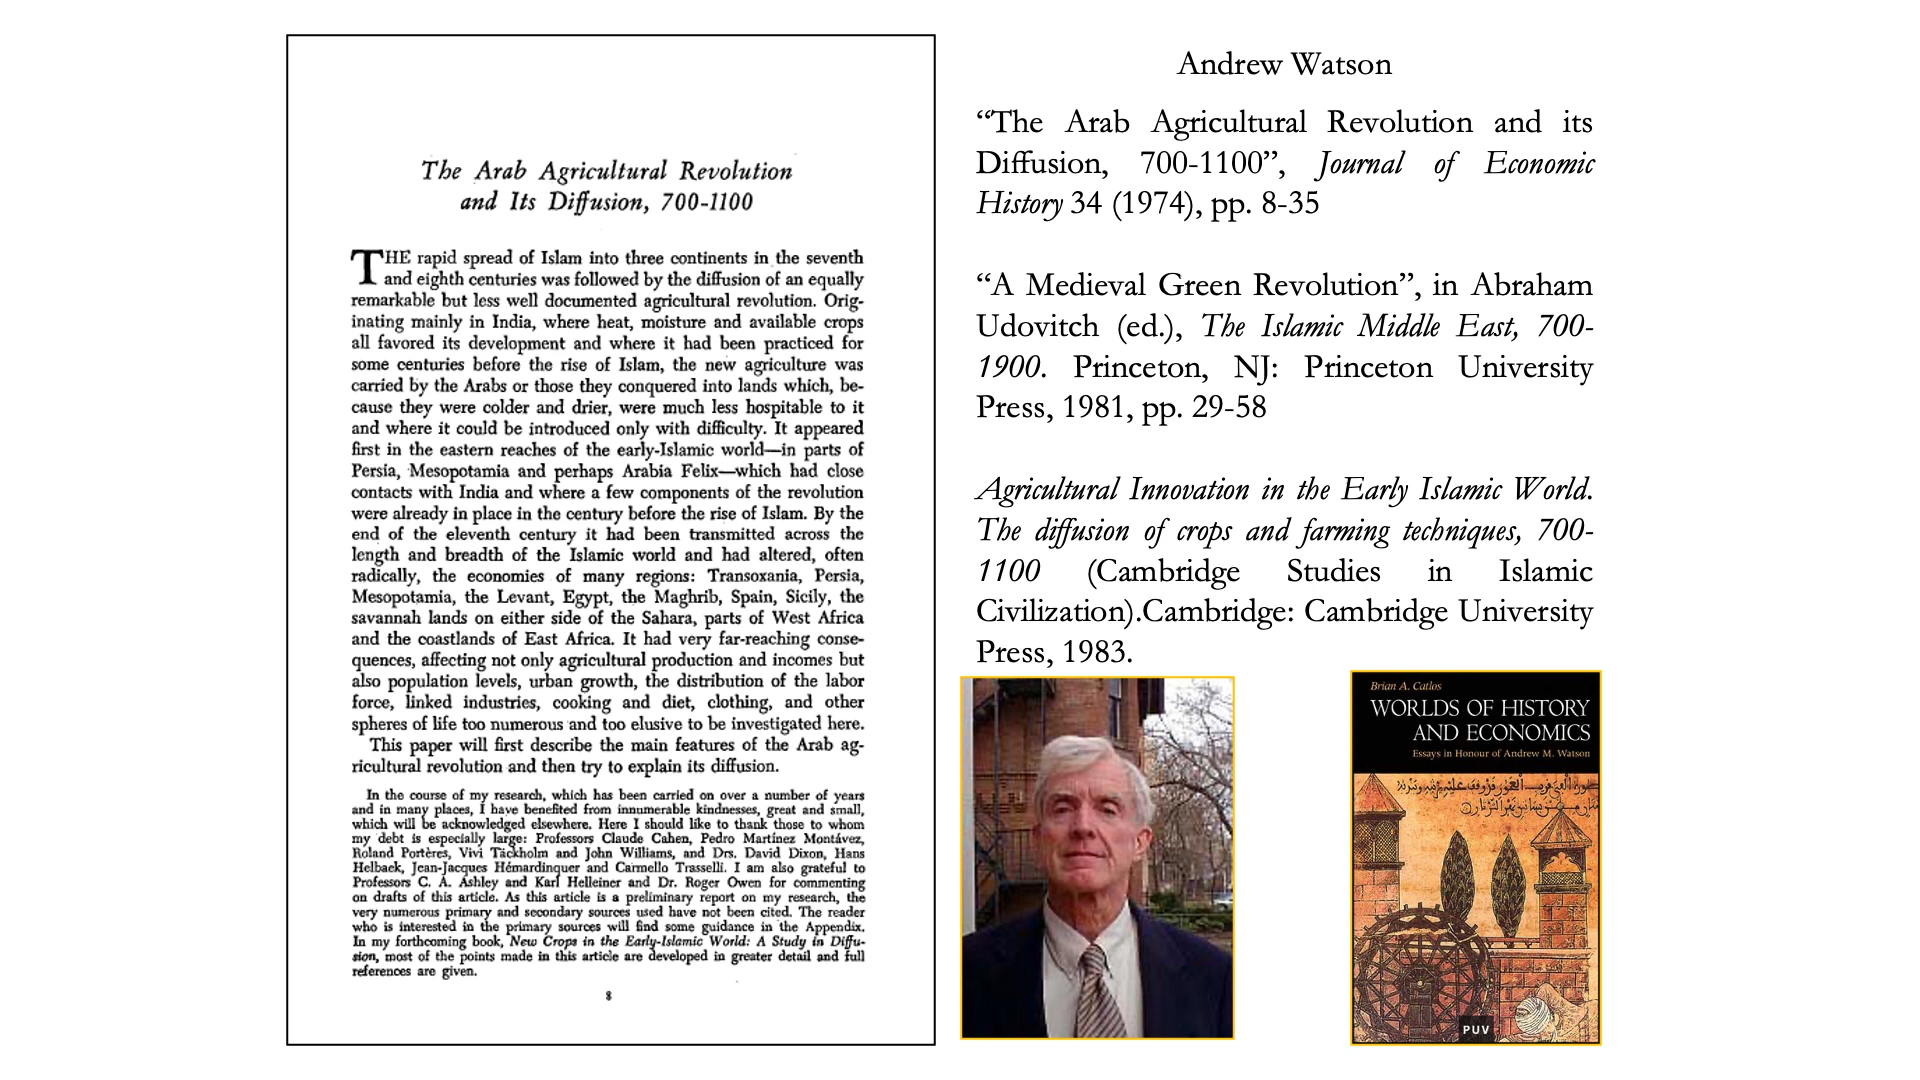 The Arab Agricultural Revolution
and Its Diffusion, 700-1100
THE rapid spread of Islam into three continents in the seventh
and eighth centuries was followed by the diffusion of an equally
remarkable but less well documented agricultural revolution. Orig-
inating mainly in India, where heat, moisture and available crops
all favored its development and where it had been practiced for
some centuries before the rise of Islam, the new agriculture was
carried by the Arabs or those they conquered into lands which, be-
cause they were colder and drier, were much less hospitable to it
and where it could be introduced only with difficulty. It appeared
first in the eastern reaches of the early-Islamic world—in parts of
Persia, Mesopotamia and perhaps Arabia Felix—which had close
contacts with India and where a few components of the revolution
were already in place in the century before the rise of Islam. By the
end of the eleventh century it had been transmitted across the
length and breadth of the Islamic world and had altered, often
radically, the economies of many regions: Transoxania, Persia,
Mesopotamia, the Levant, Egypt, the Maghrib, Spain, Sicily, the
savannah lands on either side of the Sahara, parts of West Africa
and the coastlands of East Africa. It had very far-reaching conse-
quences, affecting not only agricultural production and incomes but
also population levels, urban growth, the distribution of the labor
force, linked industries, cooking and diet, clothing, and other
spheres of life too numerous and too elusive to be investigated here.
This paper will first describe the main features of the Arab ag-
ricultural revolution and then try to explain its diffusion.
In the course of my research, which has been carried on over a number of years
and in many places, I have benefited from innumerable kindnesses, great and small,
which will be acknowledged elsewhere. Here I should like to thank those to whom
my debt is especially large: Professors Claude Cahen, Pedro Martínez Montávez,
Roland Portères, Vivi Täckholm and John Williams, and Drs. David Dixon, Hans
Helbaek, Jean-Jacques Hémardinquer and Carmello Trasselli. I am also grateful to
Professors C. A. Ashley and Karl Helleiner and Dr. Roger Owen for commenting
on drafts of this article. As this article is a preliminary report on my research, the
very numerous primary and secondary sources used have not been cited. The reader
who is interested in the primary sources will find some guidance in the Appendix.
In my forthcoming book, New Crops in the Early-Islamic World: A Study in Diffu-
sion, most of the points made in this article are developed in greater detail and full
references are given.
8
Andrew Watson
“The Arab Agricultural Revolution and its
Diffusion, 700-1100”, Journal of Economic
History 34 (1974), pp. 8-35
“A Medieval Green Revolution”, in Abraham
Udovitch (ed.), The Islamic Middle East, 700-
1900. Princeton, NJ: Princeton University
Press, 1981, pp. 29-58
Agricultural Innovation in the Early Islamic World.
The diffusion of crops and farming techniques, 700-
1100 (Cambridge Studies in Islamic
Civilization).Cambridge: Cambridge University
Press, 1983.
Brian A. Catlos
WORLDS OF HISTORY
AND ECONOMICS
Essays in Honour of Andrew M. Watson
PUV